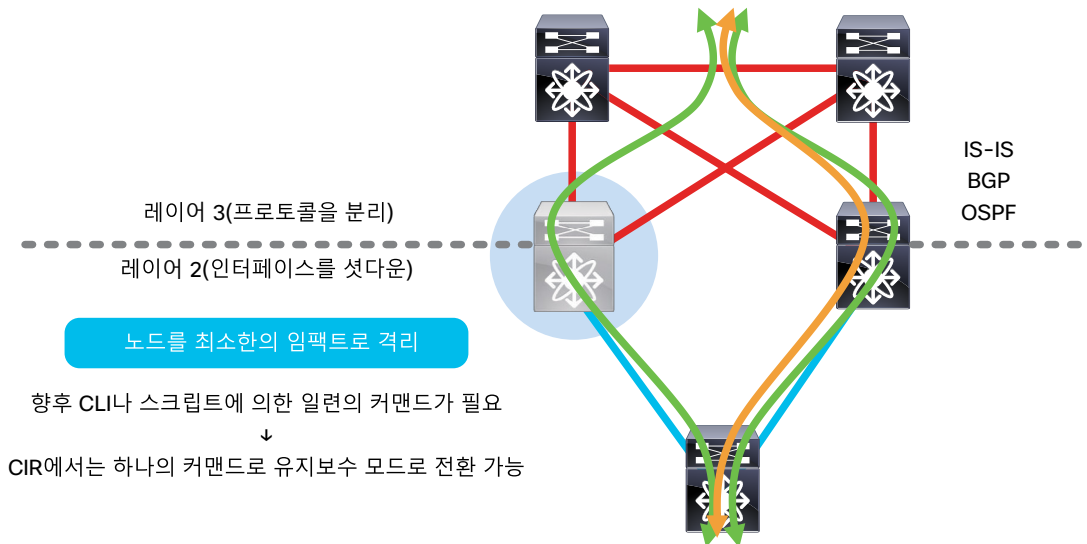 IS-IS
BGP
OSPF
레이어 3(프로토콜을 분리)
레이어 2(인터페이스를 셧다운)
노드를 최소한의 임팩트로 격리
향후 CLI나 스크립트에 의한 일련의 커맨드가 필요
↓
CIR에서는 하나의 커맨드로 유지보수 모드로 전환 가능